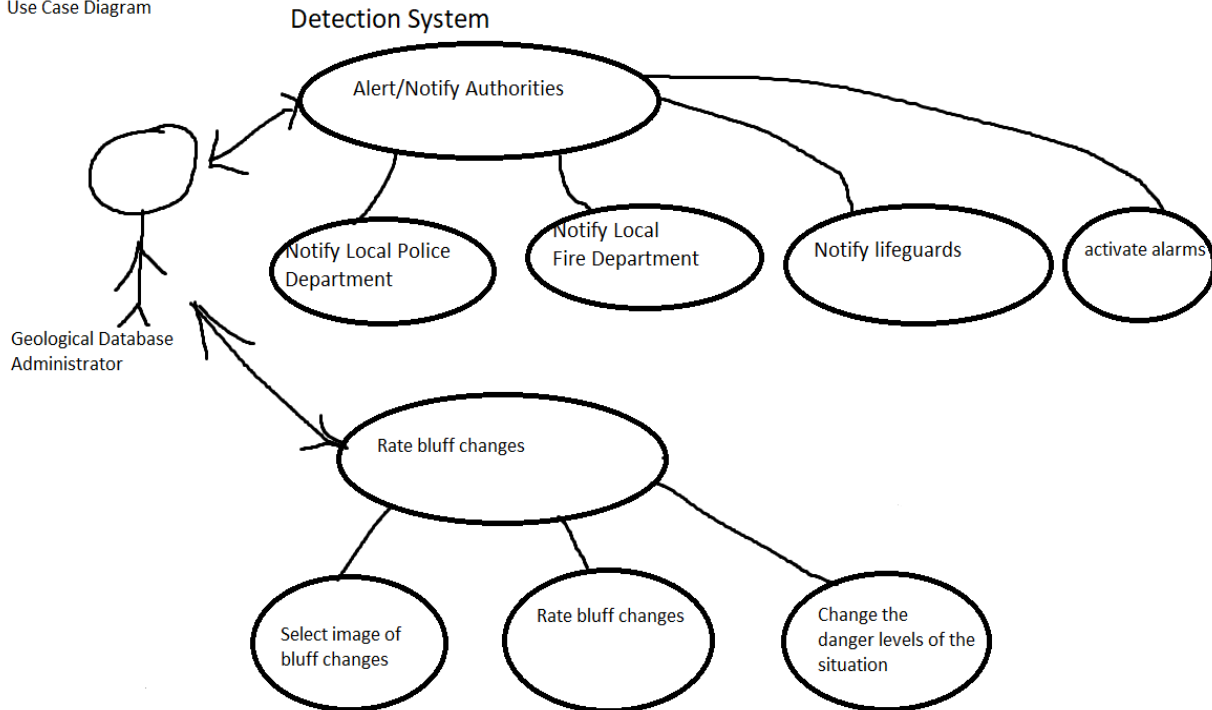 Use Case Diagram
Detection System
Alert/Notify Authorities
Notify Local Police
Department
Notify Local
Fire Department
Notify lifeguards
activate alarms
Geological Database
Administrator
Rate bluff changes
Select image of
bluff changes
Rate bluff changes
Change the
danger levels of the
situation